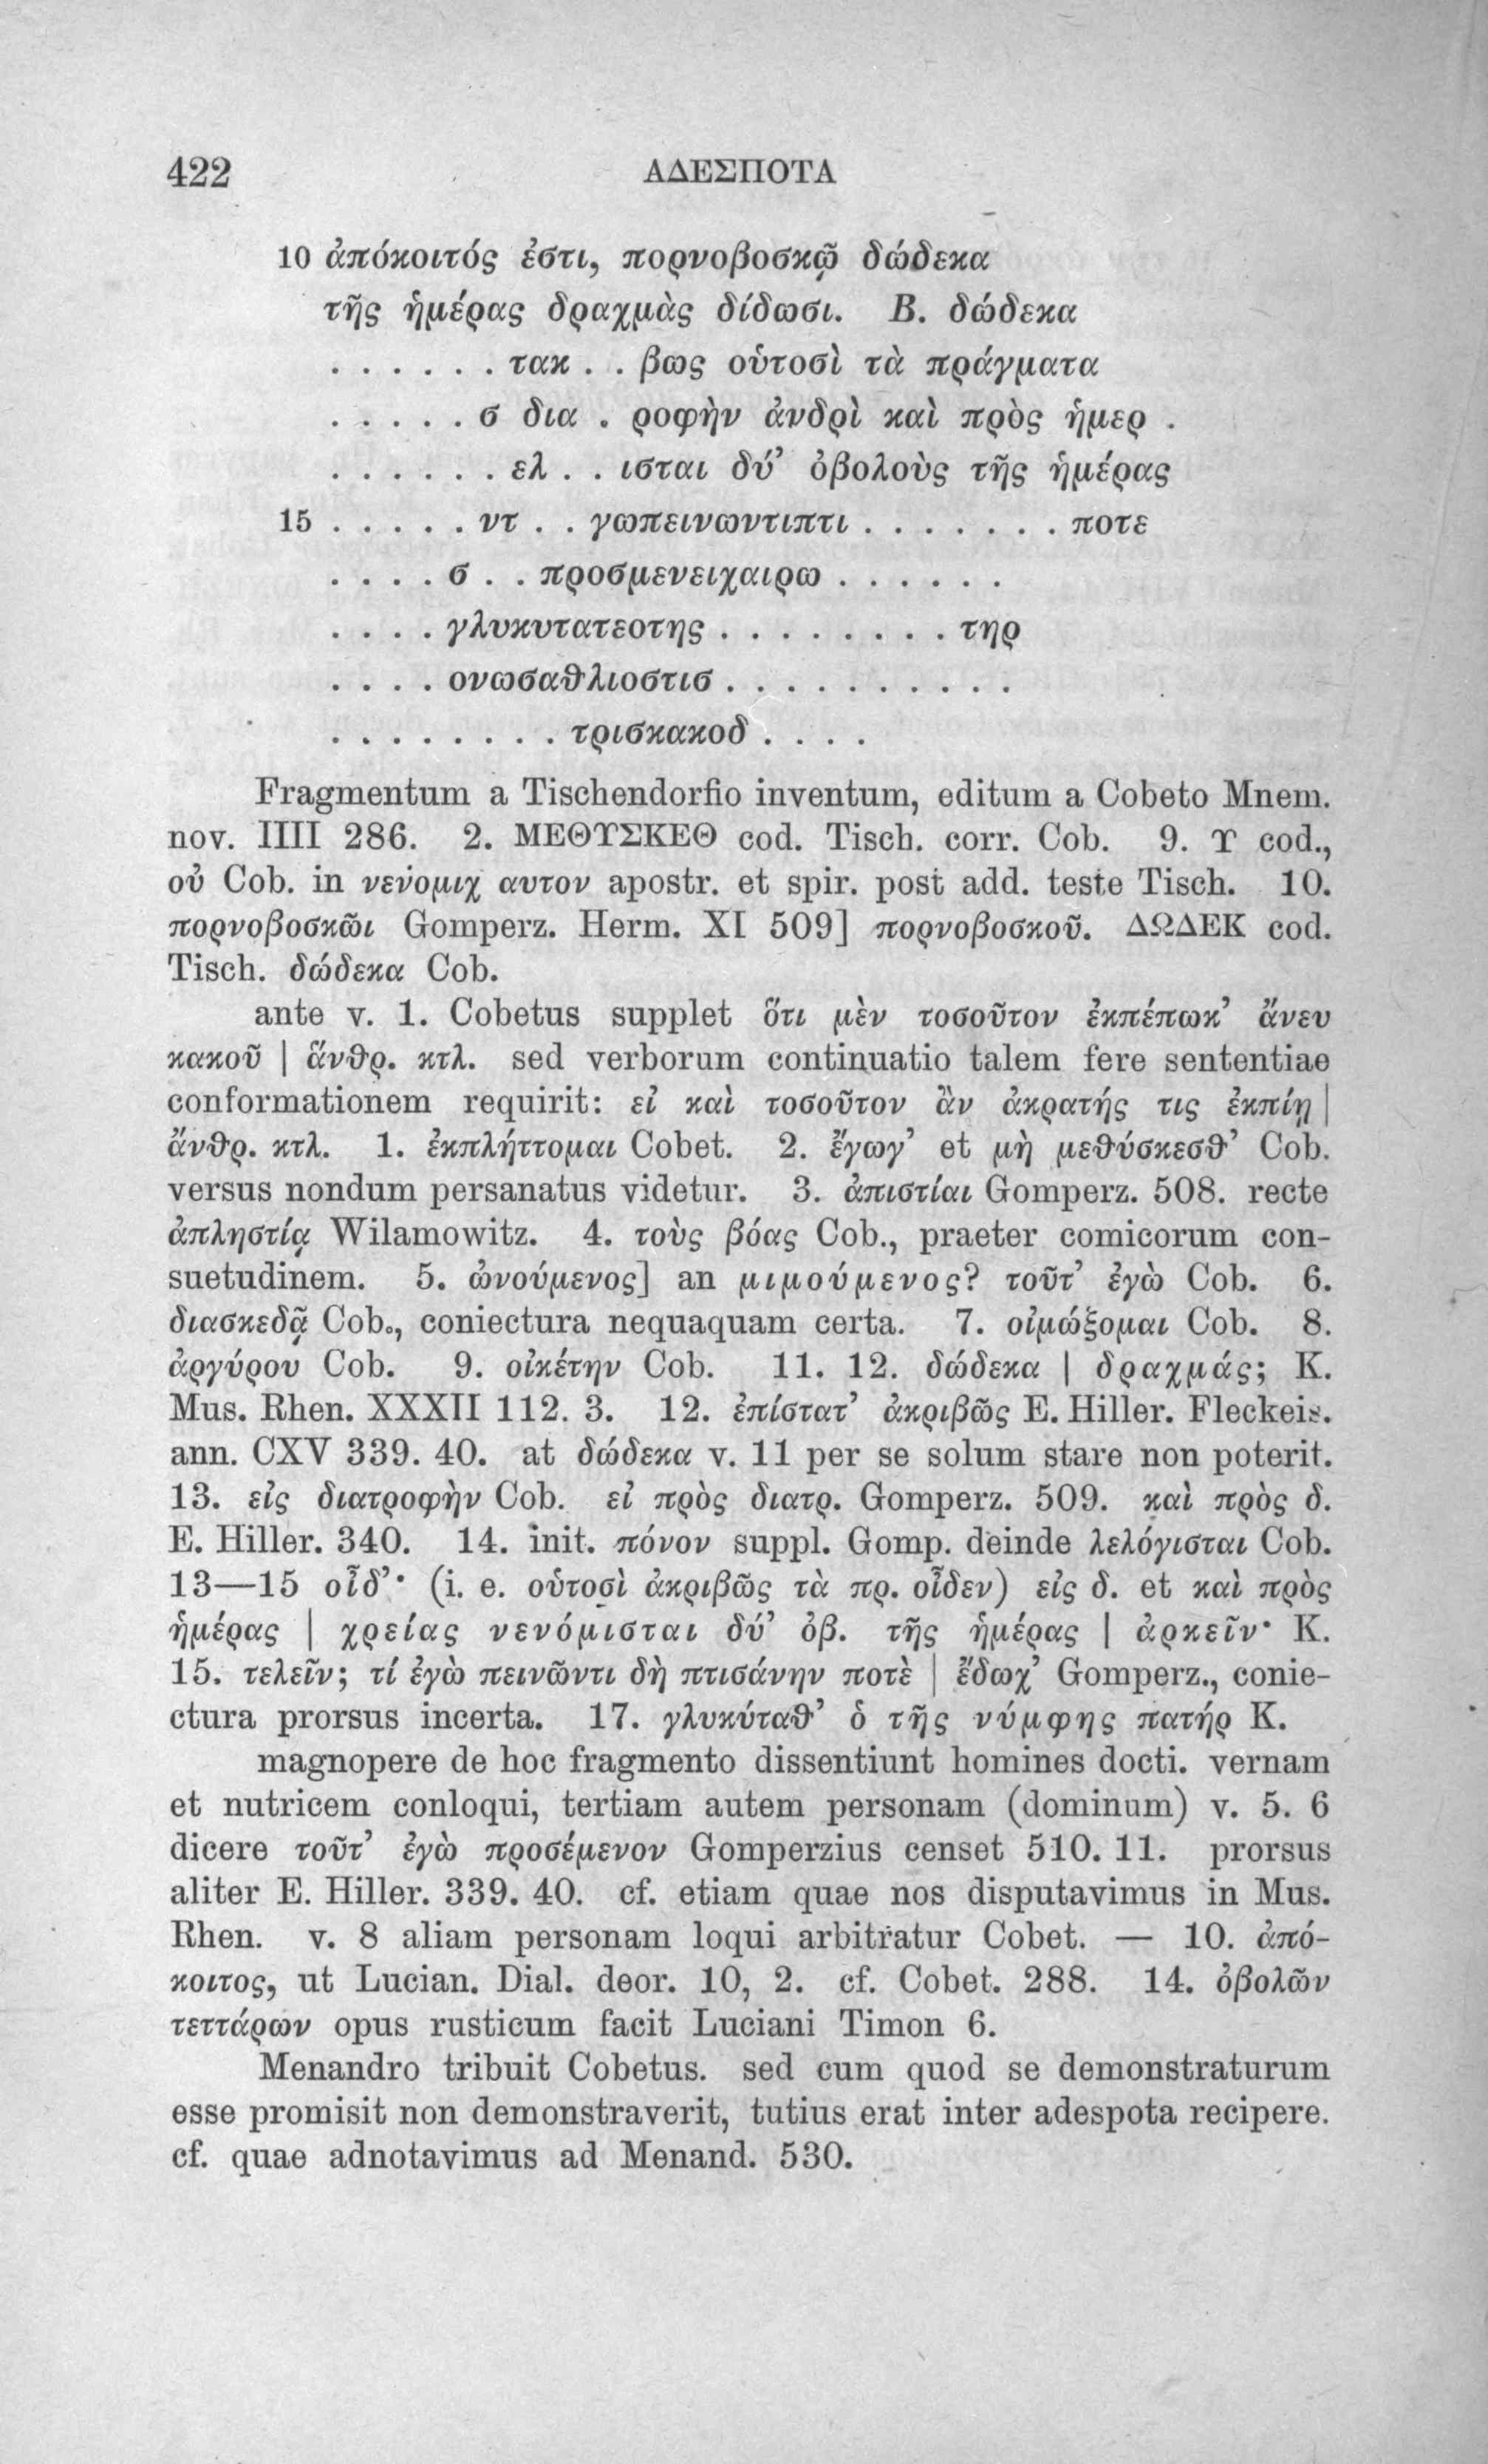 422 ΑΔΕΣΠΟΤΑ
10 ἀπόκοιτός ἐστι, πορνοβοσκῷ δώδεκα
τῆς ἡμέρας δραχμὰς δίδωσι. Β. δώδεκα
. . . . . . τακ . . βως οὑτοσὶ τὰ πράγματα
. . . . . σ δια . ροφὴν ἀνδρὶ καὶ πρὸς ἡμερ .
. . . . . . ελ . . ισται δύ’ ὀβολοὺς τῆς ἡμέρας
15 . . . . . ντ . . γωπεινωντιπτι . . . . . . . ποτε
. . . . σ . . προσμενειχαιρω . . . . . .
. . . . γλυκυτατεοτης . . . . . . . . τηρ
. . . . ονωσαθλιοστισ . . . . . . . . . .
. . . . . . . . τρισκακοδ . . . .
Fragmentum a Tischendorfio inventum, editum a Cobeto Mnem.
nov. IIII 286. 2. ΜΕΘΥΣΚΕΘ cod. Tisch. corr. Cob. 9. Υ cod.,
οὐ Cob. in νενομιχ αυτον apostr. et spir. post add. teste Tisch. 10.
πορνοβοσκῶι Gomperz. Herm. XI 509] πορνοβοσκοῦ. ΔΩΔΕΚ cod.
Tisch. δώδεκα Cob.
ante v. 1. Cobetus supplet ὅτι μὲν τοσοῦτον ἐκπέπωκ’ ἄνευ
κακοῦ | ἄνθρ. κτλ. sed verborum continuatio talem fere sententiae
conformationem requirit: εἰ καὶ τοσοῦτον ἂν ἀκρατής τις ἐκπίῃ |
ἄνθρ. κτλ. 1. ἐκπλήττομαι Cobet. 2. ἔγωγ’ et μὴ μεθύσκεσθ’ Cob.
versus nondum persanatus videtur. 3. ἀπιστίαι Gomperz. 508. recte
ἀπληστίᾳ Wilamowitz. 4. τοὺς βόας Cob., praeter comicorum con-
suetudinem. 5. ὠνούμενος] an μιμούμενος? τοῦτ’ ἐγὼ Cob. 6.
διασκεδᾷ Cob., coniectura nequaquam certa. 7. οἰμώξομαι Cob. 8.
ἀργύρου Cob. 9. οἰκέτην Cob. 11. 12. δώδεκα | δραχμάς; K.
Mus. Rhen. XXXII 112. 3. 12. ἐπίστατ’ ἀκριβῶς E. Hiller. Fleckeis.
ann. CXV 339. 40. at δώδεκα v. 11 per se solum stare non poterit.
13. εἰς διατροφὴν Cob. εἰ πρὸς διατρ. Gomperz. 509. καὶ πρὸς δ.
E. Hiller. 340. 14. init. πόνον suppl. Gomp. deinde λελόγισται Cob.
13—15 οἶδ’· (i. e. οὑτοσὶ ἀκριβῶς τὰ πρ. οἶδεν) εἰς δ. et καὶ πρὸς
ἡμέρας | χρείας νενόμισται δύ’ ὀβ. τῆς ἡμέρας | ἀρκεῖν· K.
15. τελεῖν; τί ἐγὼ πεινῶντι δὴ πτισάνην ποτὲ | ἔδωχ’ Gomperz., conie-
ctura prorsus incerta. 17. γλυκύταθ’ ὁ τῆς νύμφης πατήρ K.
magnopere de hoc fragmento dissentiunt homines docti. vernam
et nutricem conloqui, tertiam autem personam (dominum) v. 5. 6
dicere τοῦτ’ ἐγὼ προσέμενον Gomperzius censet 510. 11. prorsus
aliter E. Hiller. 339. 40. cf. etiam quae nos disputavimus in Mus.
Rhen. v. 8 aliam personam loqui arbitratur Cobet. — 10. ἀπό-
κοιτος, ut Lucian. Dial. deor. 10, 2. cf. Cobet. 288. 14. ὀβολῶν
τεττάρων opus rusticum facit Luciani Timon 6.
Menandro tribuit Cobetus. sed cum quod se demonstraturum
esse promisit non demonstraverit, tutius erat inter adespota recipere.
cf. quae adnotavimus ad Menand. 530.